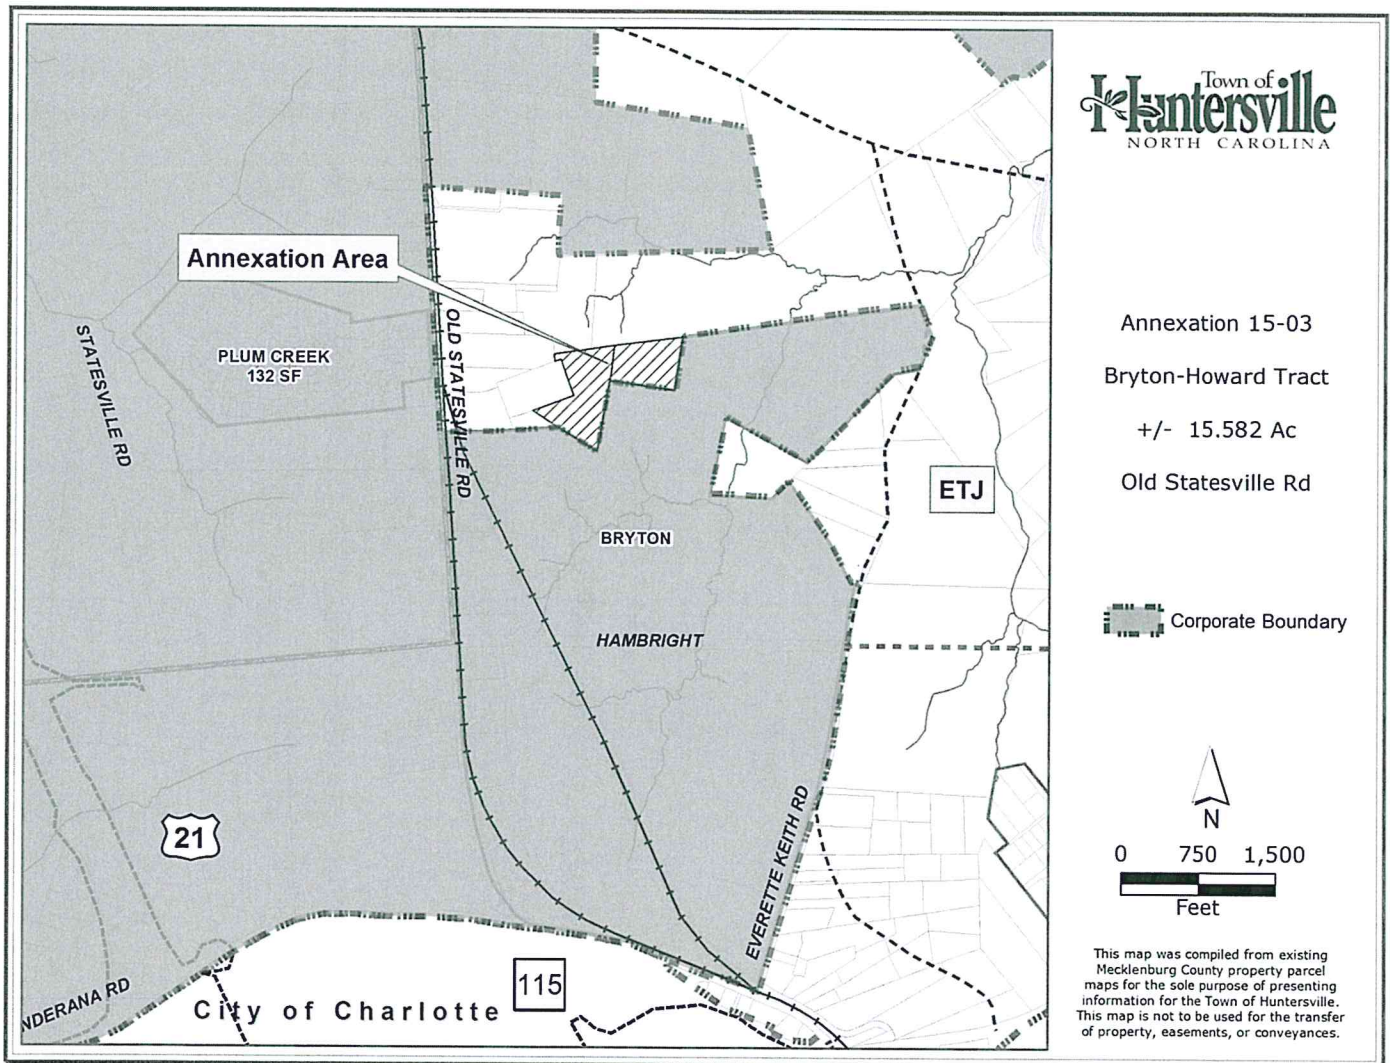 Annexation Area
STATESVILLE RD
PLUM CREEK
132 SF
OLD STATESVILLE RD
BRYTON
HAMBRIGHT
ETJ
21
EVERETTE KEITH RD
NDERANA RD
City of Charlotte
115
Town of
Huntersville
NORTH CAROLINA
Annexation 15-03
Bryton-Howard Tract
+/- 15.582 Ac
Old Statesville Rd
Corporate Boundary
N
0 750 1,500
Feet
This map was compiled from existing
Mecklenburg County property parcel
maps for the sole purpose of presenting
information for the Town of Huntersville.
This map is not to be used for the transfer
of property, easements, or conveyances.